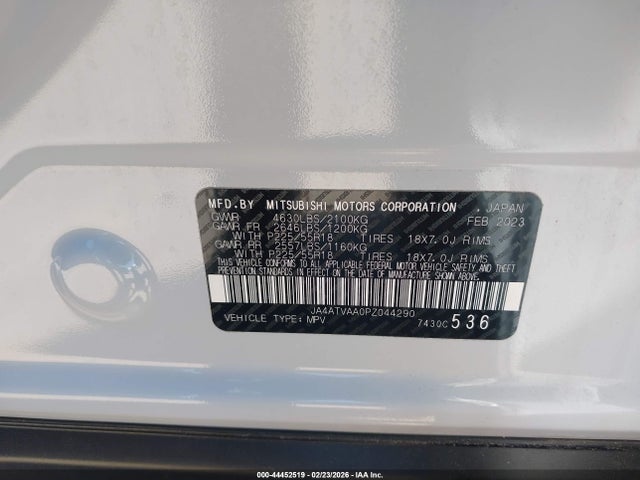 MFD.BY MITSUBISHI MOTORS CORPORATION , JAPAN
GVWR 4630LBS/2100KG FEB 2023
GAWR FR 2646LBS/1200KG
WITH P225/55R18 TIRES 18X7.0J RIMS
GAWR RR 2557LBS/1160KG
WITH P225/55R18 TIRES 18X7.0J RIMS
THIS VEHICLE CONFORMS TO ALL APPLICABLE FEDERAL MOTOR VEHICLE SAFETY AND THEFT
PREVENTION STANDARDS IN EFFECT ON THE DATE OF MANUFACTURE SHOWN ABOVE.
JA4ATVAA0PZ044290
VEHICLE TYPE: MPV 7430C 536
000-44452519 - 02/23/2026 - IAA Inc.